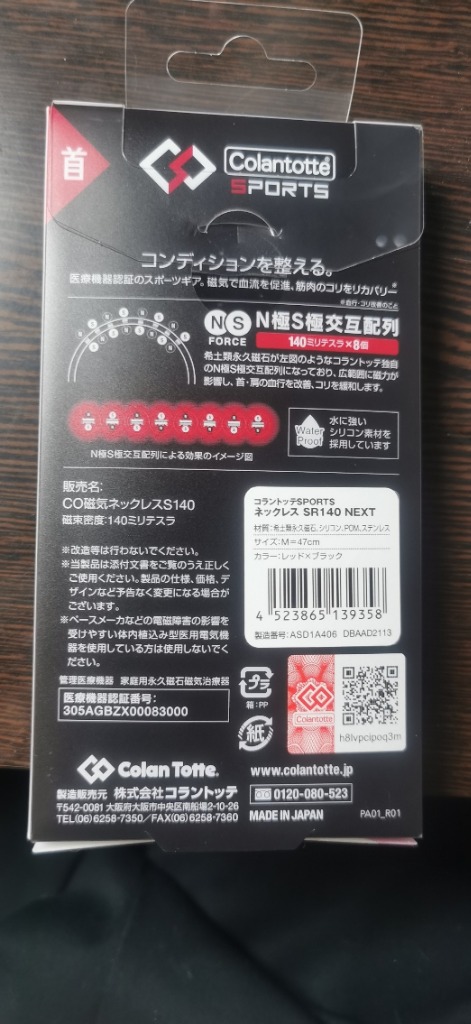 首
Colantotte
SPORTS
コンディションを整える。
医療機器認証のスポーツギア。磁気で血流を促進、筋肉のコリをリカバリー※
※血行・コリ改善のこと
NS
FORCE
N極S極交互配列
140ミリテスラ×8個
希土類永久磁石が左図のようなコラントッテ独自
のN極S極交互配列になっており、広範囲に磁力が
影響し、首・肩の血行を改善、コリを緩和します。
N極S極交互配列による効果のイメージ図
Water
Proof
水に強い
シリコン素材を
採用しています
販売名:
CO磁気ネックレスS140
磁束密度:140ミリテスラ
※改造等は行わないでください。
※当製品は添付文書をご覧のうえ正しく
ご使用ください。製品の仕様、価格、デ
ザインなど予告なく変更になる場合が
ございます。
※ペースメーカなどの電磁障害の影響を
受けやすい体内植込み型医用電気機
器を使用している方は使用しないでく
ださい。
管理医療機器 家庭用永久磁石磁気治療器
医療機器認証番号:
305AGBZX00083000
コラントッテSPORTS
ネックレス SR140 NEXT
材質:希土類永久磁石、シリコン、POM、ステンレス
サイズ:M=47cm
カラー:レッド×ブラック
4 523865 139358
製造番号:ASD1A406 DBAAD2113
プラ
箱:PP
紙
Colantotte
h8lvpcipoq3m
Colan Totte.
www.colantotte.jp
製造販売元 株式会社コラントッテ
0120-080-523
〒542-0081 大阪府大阪市中央区南船場2-10-26
TEL(06)6258-7350/FAX(06)6258-7360
MADE IN JAPAN
PA01_R01